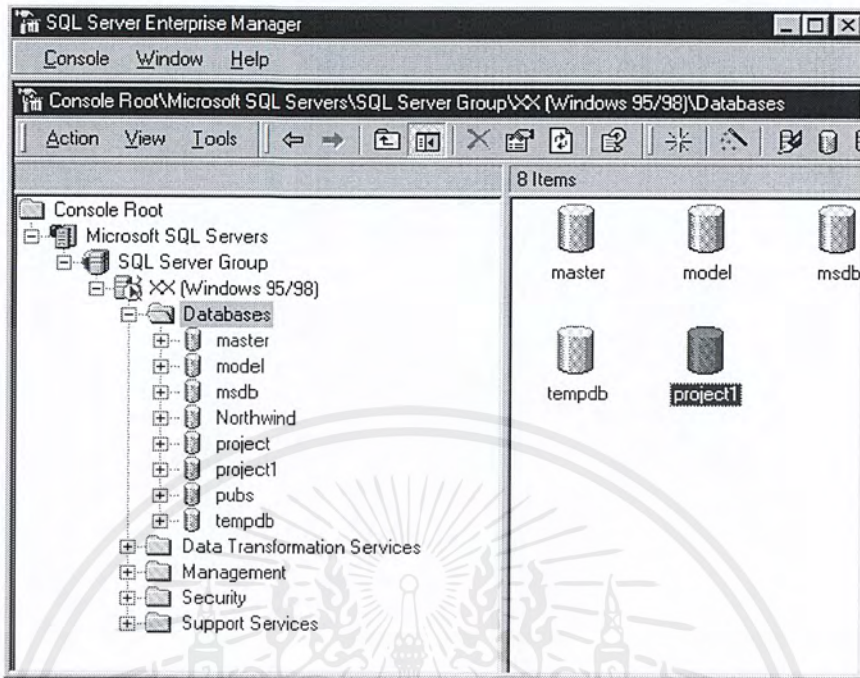 SQL Server Enterprise Manager
Console Window Help
Console Root\Microsoft SQL Servers\SQL Server Group\XX (Windows 95/98)\Databases
Action View Tools
8 Items
Console Root
Microsoft SQL Servers
SQL Server Group
XX (Windows 95/98)
Databases
master
model
msdb
Northwind
project
project1
pubs
tempdb
Data Transformation Services
Management
Security
Support Services
master model msdb
tempdb project1